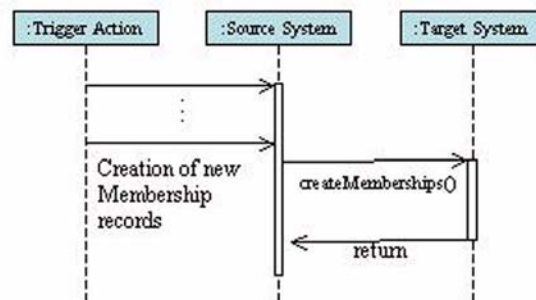 :Trigger Action
:Source System
:Target System
Creation of new
Membership
records
createMemberships()
return